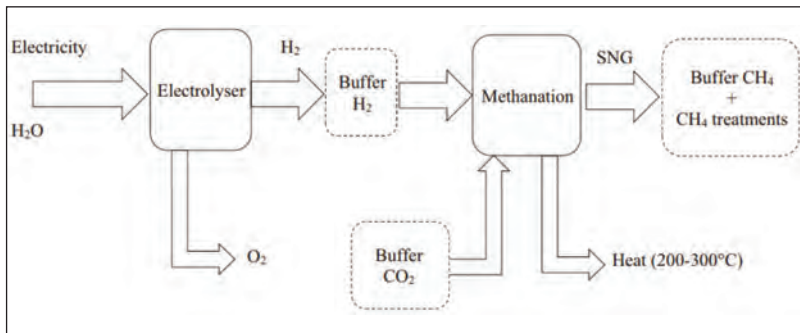 Electricity
H₂O
Electrolyser
H₂
O₂
Buffer
H₂
Buffer
CO₂
Methanation
SNG
Heat (200-300°C)
Buffer CH₄
+
CH₄ treatments